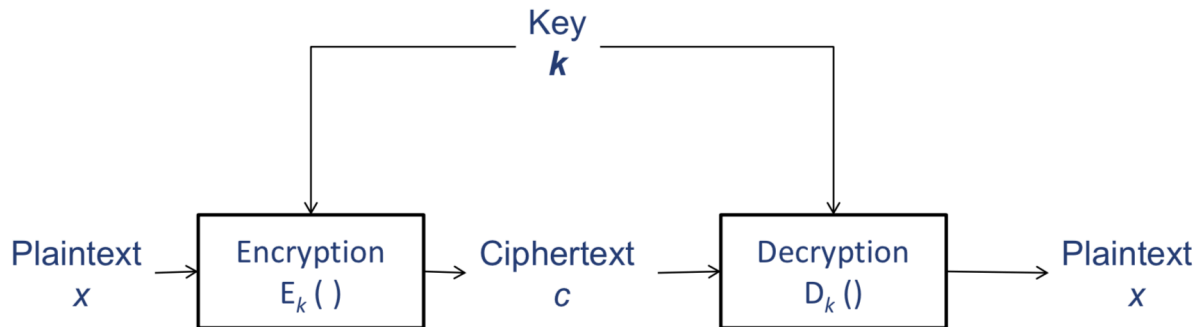 Key
k
Plaintext
x
Encryption
Eₖ ( )
Ciphertext
c
Decryption
Dₖ ()
Plaintext
x